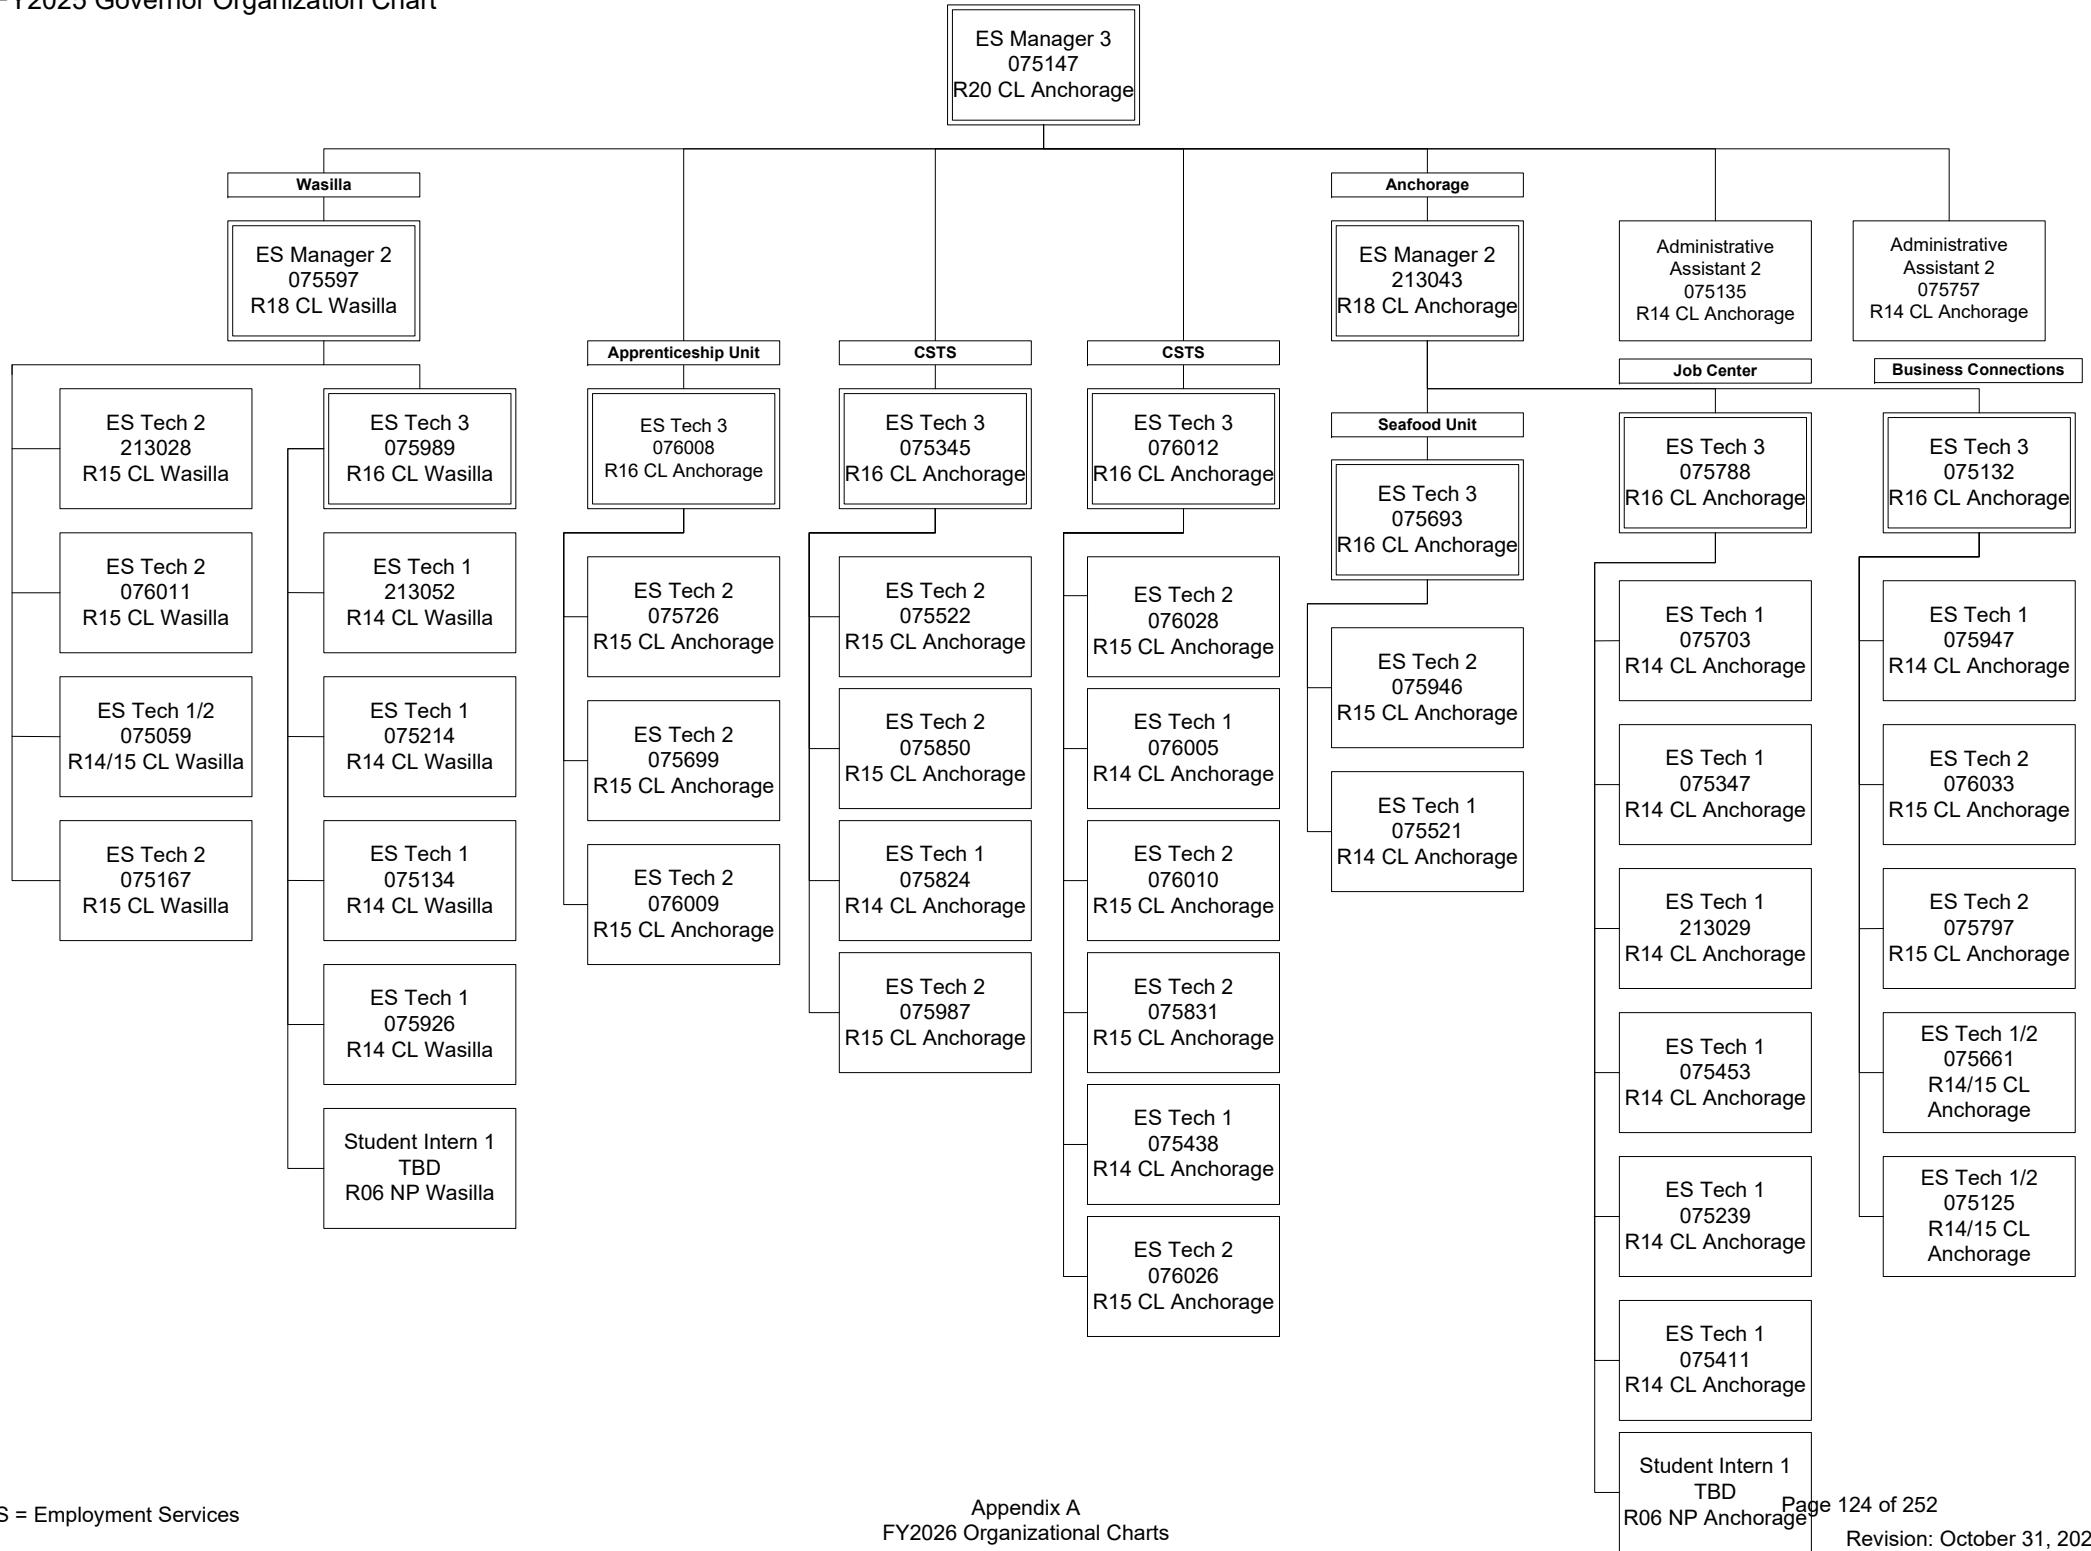 FY2025 Governor Organization Chart
ES Manager 3
075147
R20 CL Anchorage
Wasilla
ES Manager 2
075597
R18 CL Wasilla
ES Tech 2
213028
R15 CL Wasilla
ES Tech 2
076011
R15 CL Wasilla
ES Tech 1/2
075059
R14/15 CL Wasilla
ES Tech 2
075167
R15 CL Wasilla
ES Tech 3
075989
R16 CL Wasilla
ES Tech 1
213052
R14 CL Wasilla
ES Tech 1
075214
R14 CL Wasilla
ES Tech 1
075134
R14 CL Wasilla
ES Tech 1
075926
R14 CL Wasilla
Student Intern 1
TBD
R06 NP Wasilla
Apprenticeship Unit
ES Tech 3
076008
R16 CL Anchorage
ES Tech 2
075726
R15 CL Anchorage
ES Tech 2
075699
R15 CL Anchorage
ES Tech 2
076009
R15 CL Anchorage
CSTS
ES Tech 3
075345
R16 CL Anchorage
ES Tech 2
075522
R15 CL Anchorage
ES Tech 2
075850
R15 CL Anchorage
ES Tech 1
075824
R14 CL Anchorage
ES Tech 2
075987
R15 CL Anchorage
CSTS
ES Tech 3
076012
R16 CL Anchorage
ES Tech 2
076028
R15 CL Anchorage
ES Tech 1
076005
R14 CL Anchorage
ES Tech 2
076010
R15 CL Anchorage
ES Tech 2
075831
R15 CL Anchorage
ES Tech 1
075438
R14 CL Anchorage
ES Tech 2
076026
R15 CL Anchorage
Anchorage
ES Manager 2
213043
R18 CL Anchorage
Seafood Unit
ES Tech 3
075693
R16 CL Anchorage
ES Tech 2
075946
R15 CL Anchorage
ES Tech 1
075521
R14 CL Anchorage
Administrative
Assistant 2
075135
R14 CL Anchorage
Job Center
ES Tech 3
075788
R16 CL Anchorage
ES Tech 1
075703
R14 CL Anchorage
ES Tech 1
075347
R14 CL Anchorage
ES Tech 1
213029
R14 CL Anchorage
ES Tech 1
075453
R14 CL Anchorage
ES Tech 1
075239
R14 CL Anchorage
ES Tech 1
075411
R14 CL Anchorage
Student Intern 1
TBD
R06 NP Anchorage
Administrative
Assistant 2
075757
R14 CL Anchorage
Business Connections
ES Tech 3
075132
R16 CL Anchorage
ES Tech 1
075947
R14 CL Anchorage
ES Tech 2
076033
R15 CL Anchorage
ES Tech 2
075797
R15 CL Anchorage
ES Tech 1/2
075661
R14/15 CL
Anchorage
ES Tech 1/2
075125
R14/15 CL
Anchorage
S = Employment Services
Appendix A
FY2026 Organizational Charts
Page 124 of 252
Revision: October 31, 202